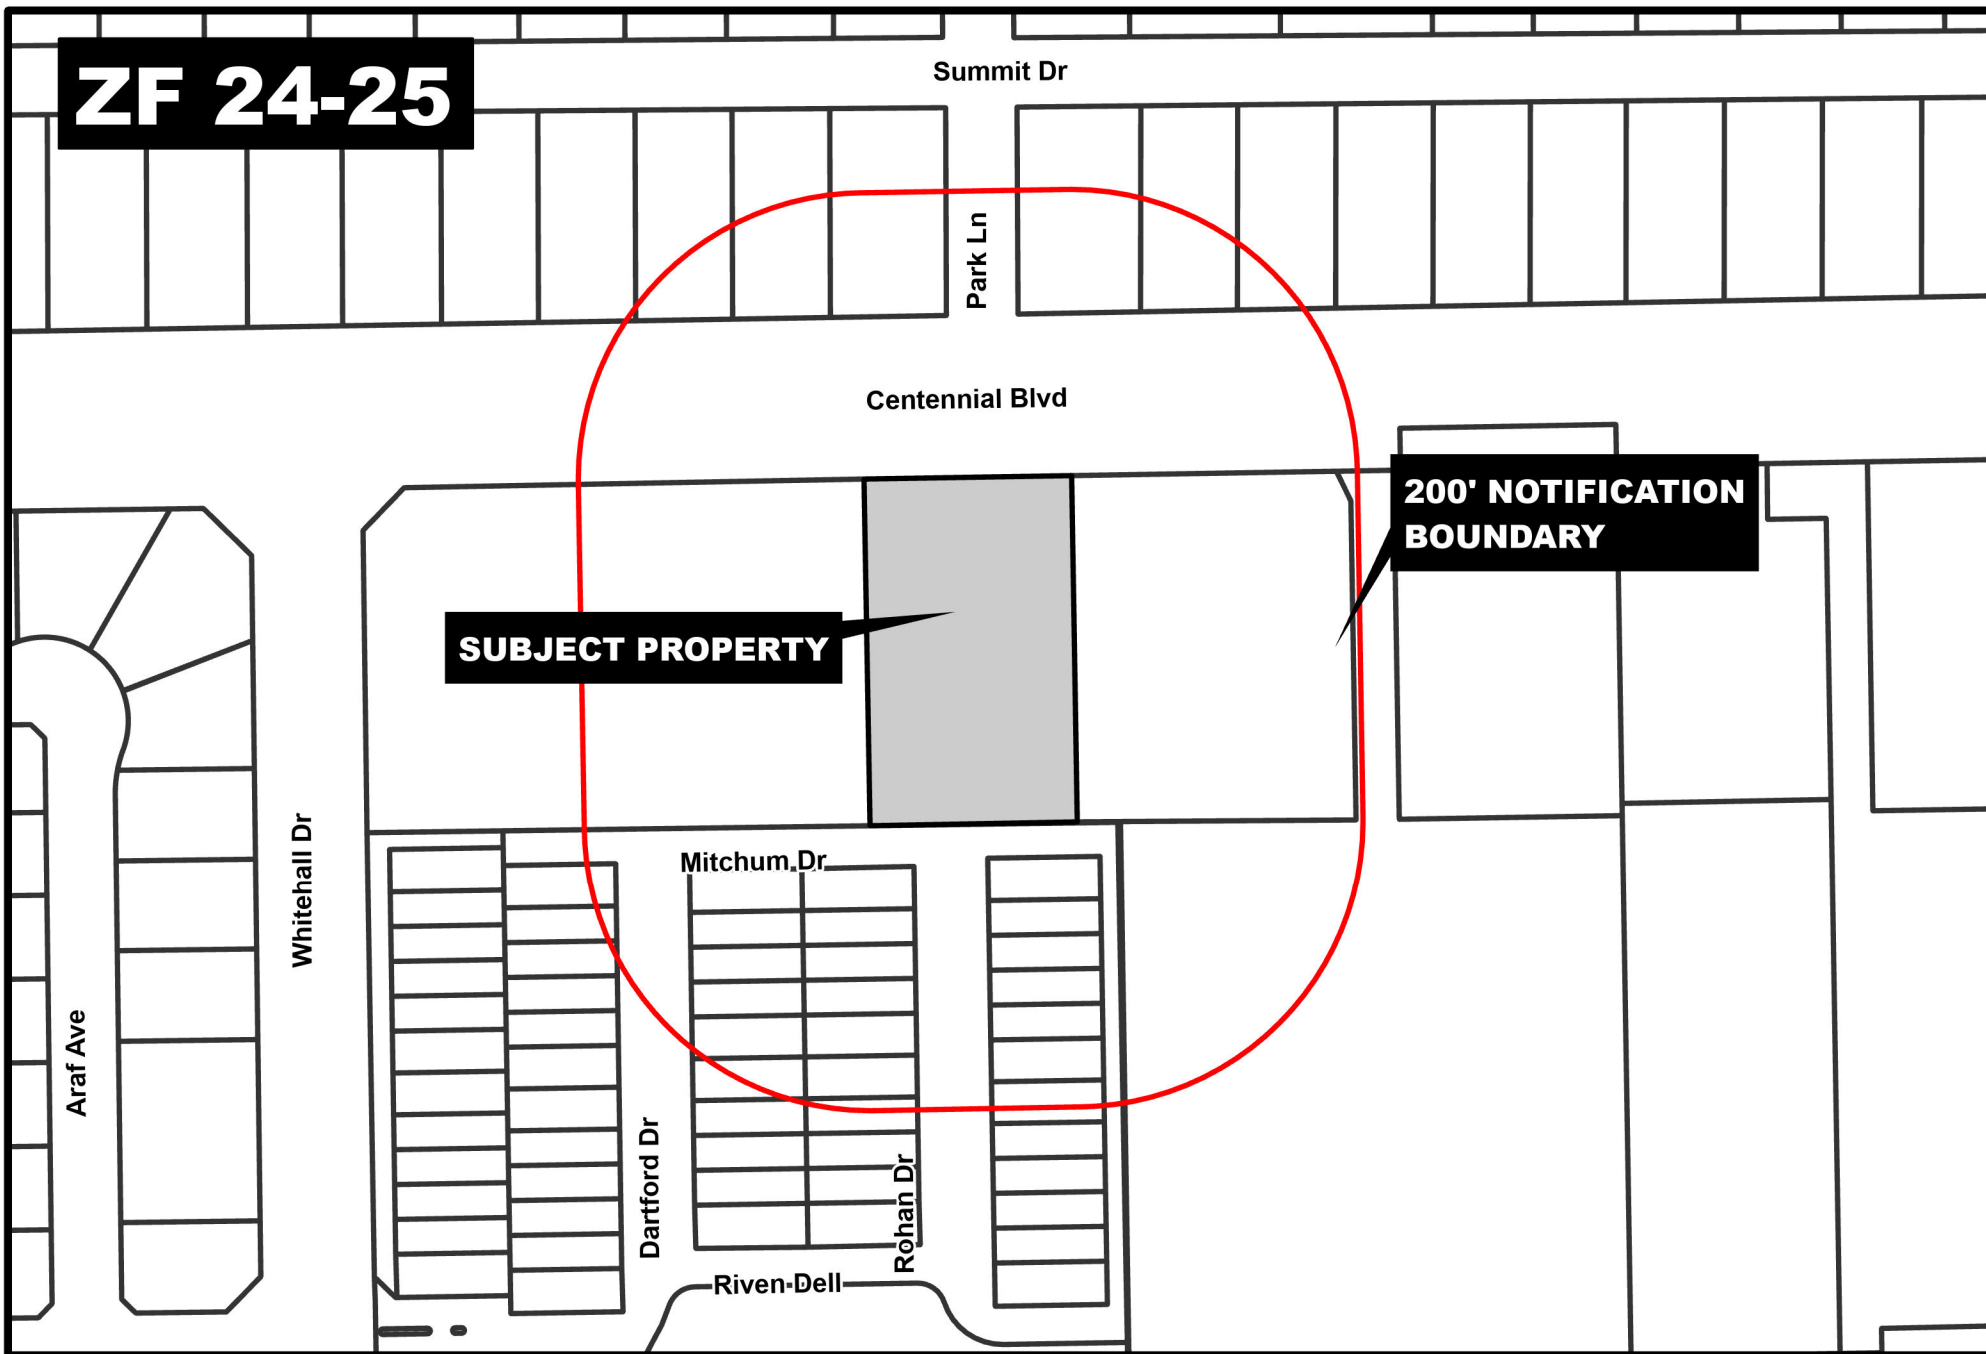 ZF 24-25
Summit Dr
Park Ln
Centennial Blvd
200' NOTIFICATION
BOUNDARY
SUBJECT PROPERTY
Mitchum Dr
Whitehall Dr
Araf Ave
Dartford Dr
Rohan Dr
Riven Dell